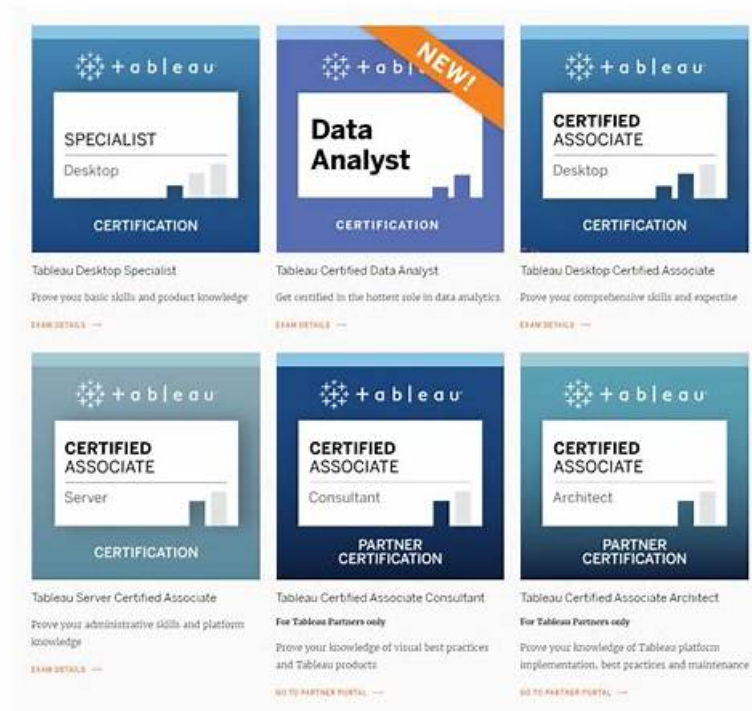 + a b l e a u
SPECIALIST
Desktop
CERTIFICATION
Tableau Desktop Specialist
Prove your basic skills and product knowledge
EXAM DETAILS →
+ a b l
NEW!
Data
Analyst
CERTIFICATION
Tableau Certified Data Analyst
Get certified in the hottest role in data analytics
EXAM DETAILS →
+ a b l e a u
CERTIFIED
ASSOCIATE
Desktop
CERTIFICATION
Tableau Desktop Certified Associate
Prove your comprehensive skills and expertise
EXAM DETAILS →
+ a b l e a u
CERTIFIED
ASSOCIATE
Server
CERTIFICATION
Tableau Server Certified Associate
Prove your administrative skills and platform
knowledge
EXAM DETAILS →
+ a b l e a u
CERTIFIED
ASSOCIATE
Consultant
PARTNER
CERTIFICATION
Tableau Certified Associate Consultant
For Tableau Partners only
Prove your knowledge of visual best practices
and Tableau products
GO TO PARTNER PORTAL →
+ a b l e a u
CERTIFIED
ASSOCIATE
Architect
PARTNER
CERTIFICATION
Tableau Certified Associate Architect
For Tableau Partners only
Prove your knowledge of Tableau platform
implementation, best practices and maintenance
GO TO PARTNER PORTAL →